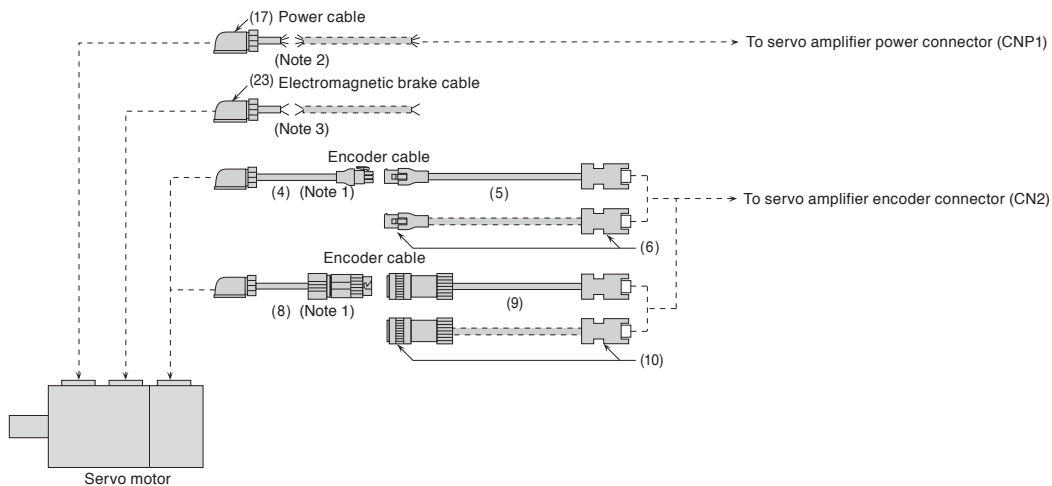 (17) Power cable
To servo amplifier power connector (CNP1)
(Note 2)
(23) Electromagnetic brake cable
(Note 3)
Encoder cable
(4) (Note 1)
(5)
To servo amplifier encoder connector (CN2)
(6)
Encoder cable
(8) (Note 1)
(9)
(10)
Servo motor